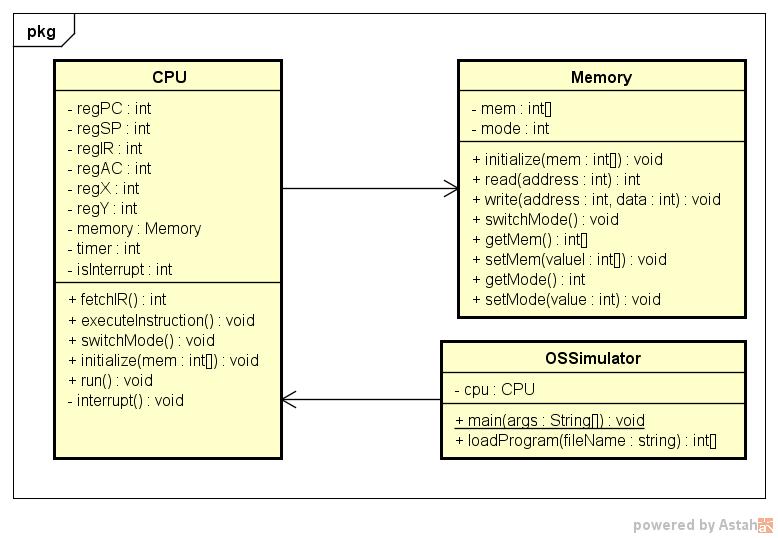 pkg
CPU
- regPC : int
- regSP : int
- regIR : int
- regAC : int
- regX : int
- regY : int
- memory : Memory
- timer : int
- isInterrupt : int
+ fetchIR() : int
+ executeInstruction() : void
+ switchMode() : void
+ initialize(mem : int[]) : void
+ run() : void
- interrupt() : void
Memory
- mem : int[]
- mode : int
+ initialize(mem : int[]) : void
+ read(address : int) : int
+ write(address : int, data : int) : void
+ switchMode() : void
+ getMem() : int[]
+ setMem(valuel : int[]) : void
+ getMode() : int
+ setMode(value : int) : void
OSSimulator
- cpu : CPU
+ main(args : String[]) : void
+ loadProgram(fileName : string) : int[]
powered by Astah